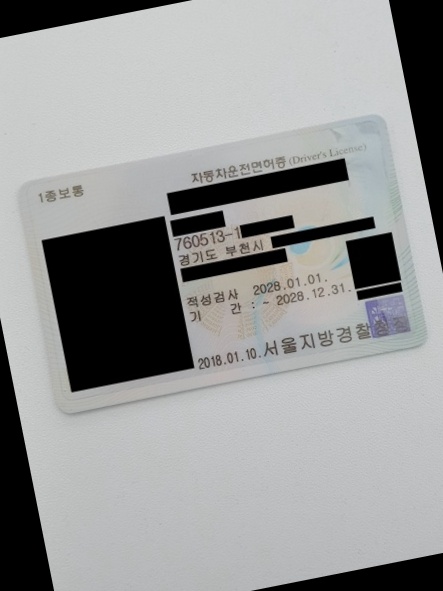 1종보통
자동차운전면허증 (Driver's License)
760513-1
경기도 부천시
적성검사 2028.01.01.
기 간 : ~ 2028.12.31.
2018.01.10. 서울지방경찰청장